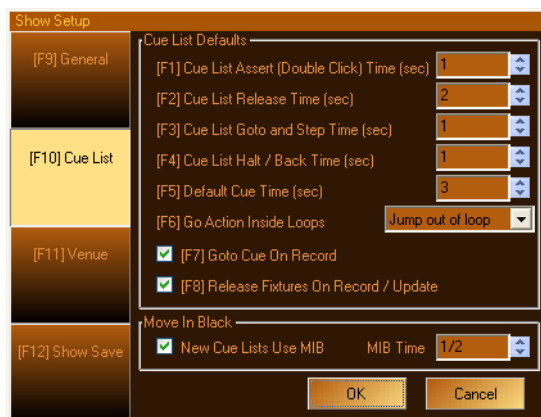 Show Setup
[F9] General
[F10] Cue List
[F11] Venue
[F12] Show Save
Cue List Defaults
[F1] Cue List Assert (Double Click) Time (sec) 1
[F2] Cue List Release Time (sec) 2
[F3] Cue List Goto and Step Time (sec) 1
[F4] Cue List Halt / Back Time (sec) 1
[F5] Default Cue Time (sec) 3
[F6] Go Action Inside Loops Jump out of loop
[F7] Goto Cue On Record
[F8] Release Fixtures On Record / Update
Move In Black
New Cue Lists Use MIB MIB Time 1/2
OK Cancel